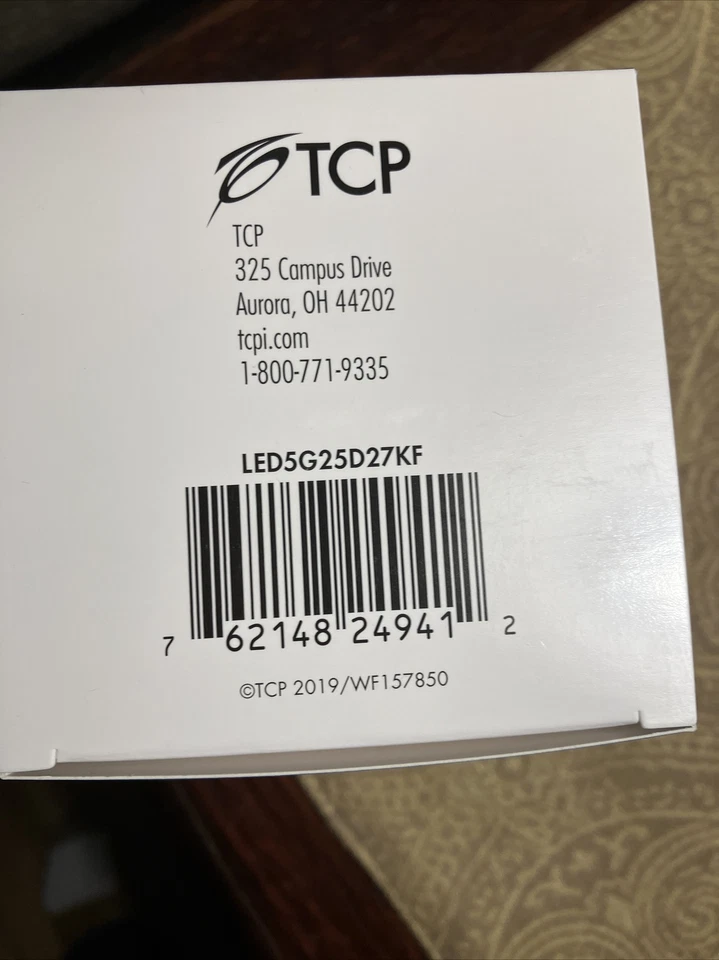 TCP
TCP
325 Campus Drive
Aurora, OH 44202
tcpi.com
1-800-771-9335
LED5G25D27KF
7 62148 24941 2
©TCP 2019/WF157850